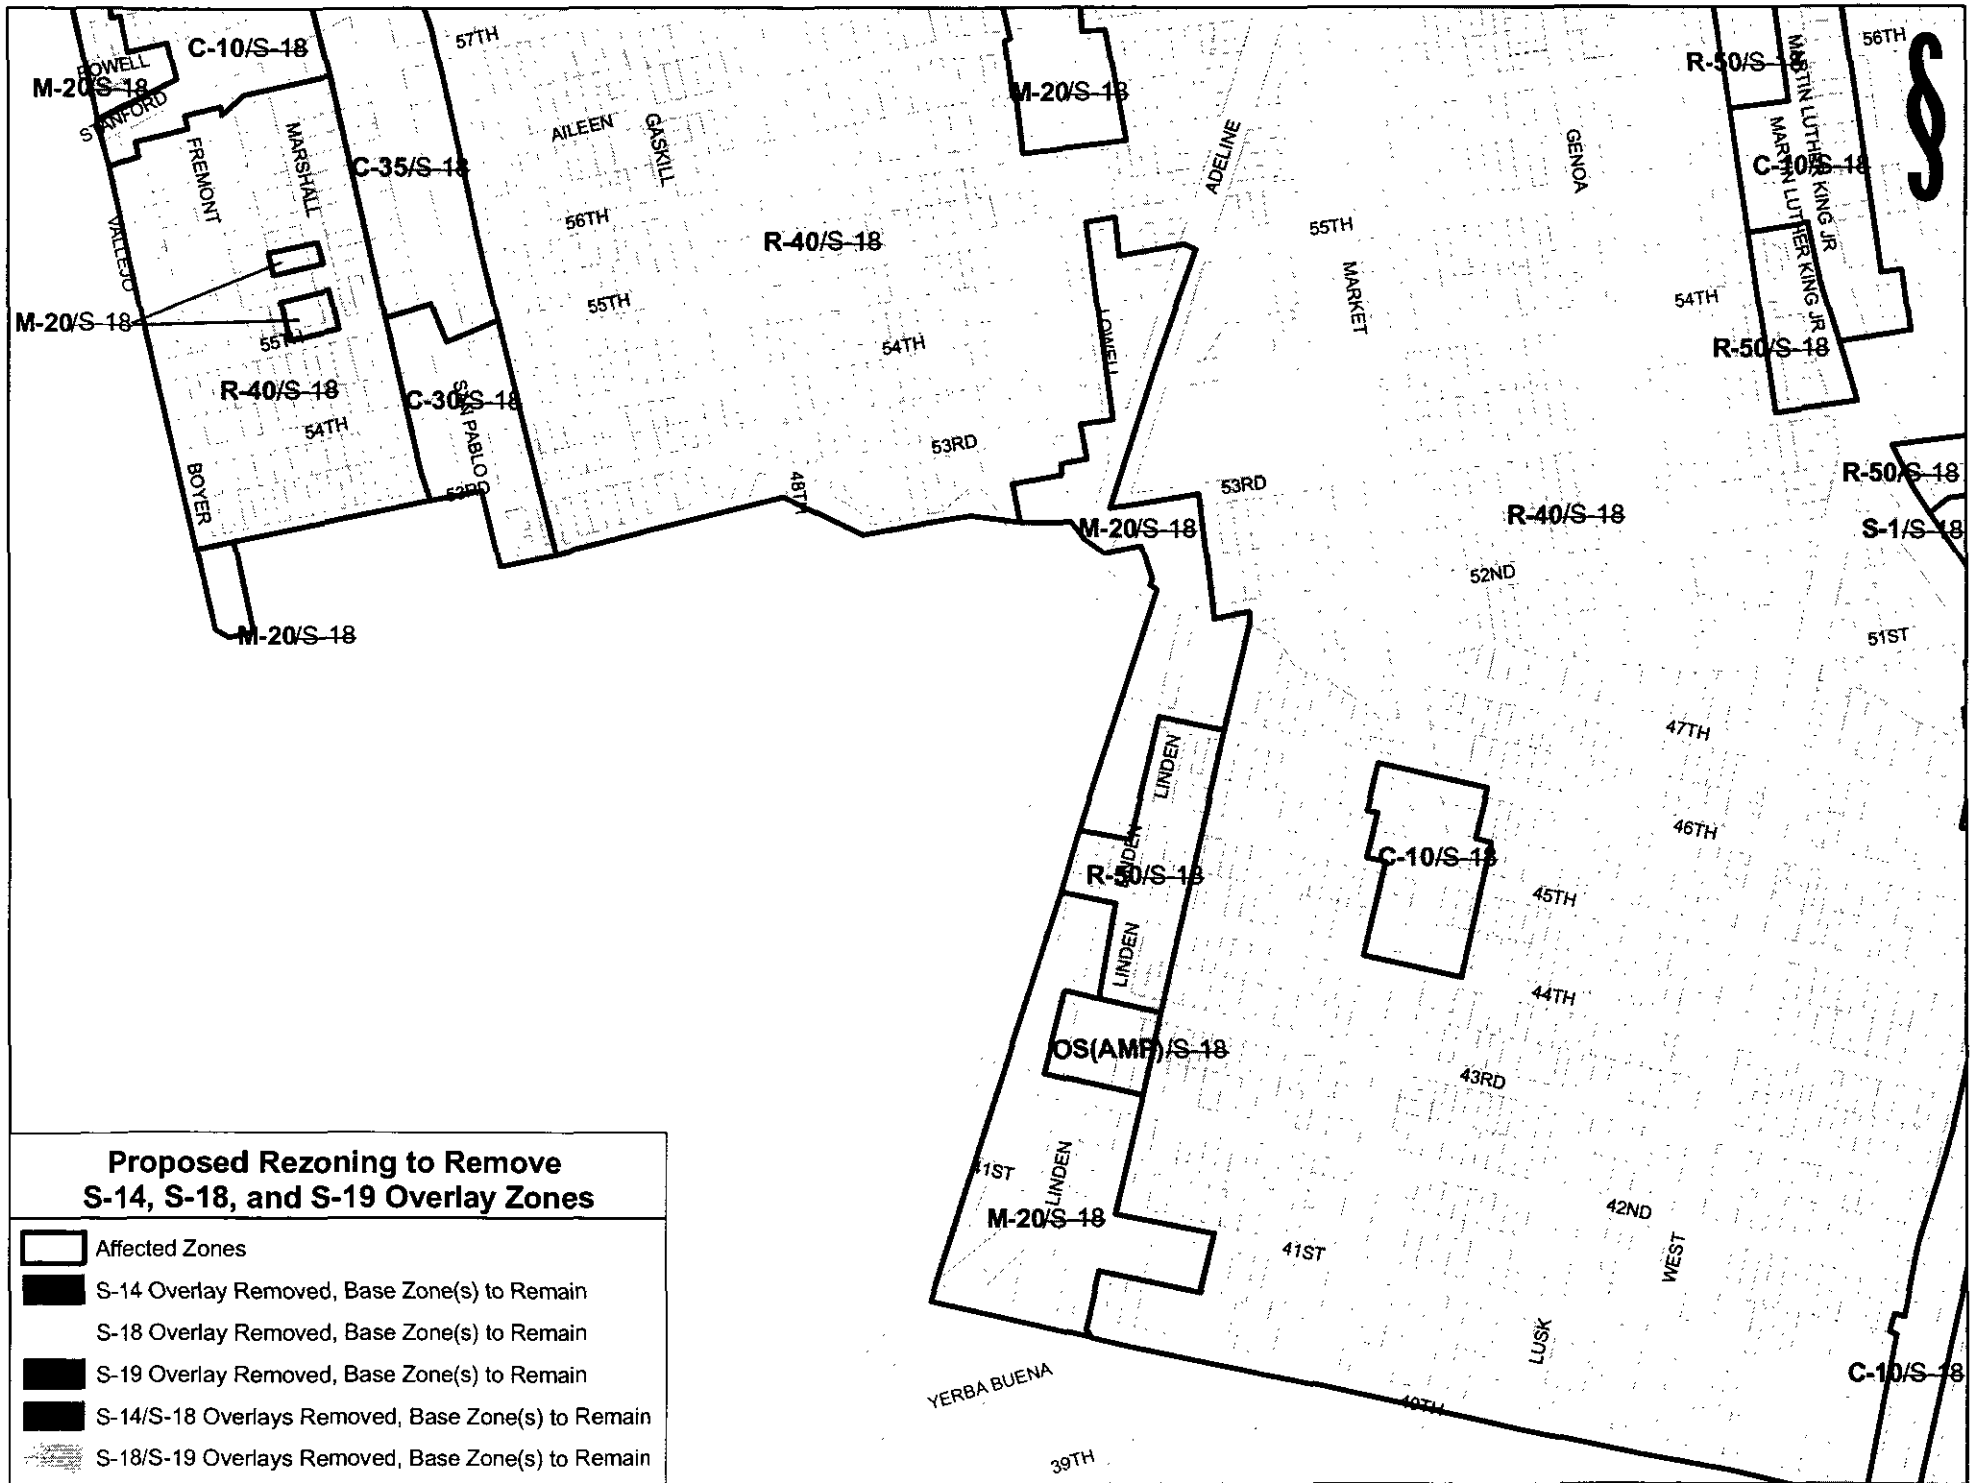 57TH
56TH
C-10/S-18
POWELL
M-20/S-18
STANFORD
R-50/S-18
MARTIN LUTHER KING JR
M-20/S-18
AILEEN
GASKILL
ADELINE
GENOA
FREMONT
MARSHALL
C-35/S-18
MARTIN LUTHER KING JR
C-10/S-18
VALLEJO
56TH
R-40/S-18
55TH
MARKET
54TH
M-20/S-18
55TH
55TH
54TH
LOWELL
R-50/S-18
R-40/S-18
C-30/S-18
SAN PABLO
54TH
53RD
BOYER
53RD
48TH
53RD
R-50/S-18
M-20/S-18
R-40/S-18
S-1/S-18
52ND
M-20/S-18
51ST
47TH
LINDEN
46TH
LINDEN
R-50/S-18
C-10/S-18
45TH
LINDEN
44TH
OS(AMP)/S-18
43RD
41ST
LINDEN
M-20/S-18
42ND
41ST
WEST
LUSK
C-10/S-18
YERBA BUENA
40TH
39TH
Proposed Rezoning to Remove
S-14, S-18, and S-19 Overlay Zones
Affected Zones
S-14 Overlay Removed, Base Zone(s) to Remain
S-18 Overlay Removed, Base Zone(s) to Remain
S-19 Overlay Removed, Base Zone(s) to Remain
S-14/S-18 Overlays Removed, Base Zone(s) to Remain
S-18/S-19 Overlays Removed, Base Zone(s) to Remain